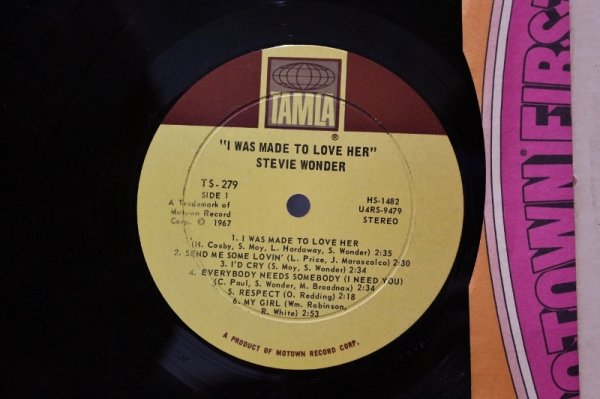 TAMLA®
"I WAS MADE TO LOVE HER"
STEVIE WONDER
TS-279
SIDE 1
A Trademark of
Motown Record
Corp. © 1967
HS-1482
U4RS-9479
STEREO
1. I WAS MADE TO LOVE HER
(H. Cosby, S. Moy, L. Hardaway, S. Wonder) 2:35
2. SEND ME SOME LOVIN' (L. Price, J. Marascalco) 2:30
3. I'D CRY (S. Moy, S. Wonder) 2:34
4. EVERYBODY NEEDS SOMEBODY (I NEED YOU)
(C. Paul, S. Wonder, M. Broadnax) 2:34
5. RESPECT (O. Redding) 2:18
6. MY GIRL (Wm. Robinson,
R. White) 2:53
A PRODUCT OF MOTOWN RECORD CORP.
MOTOWN FIRST